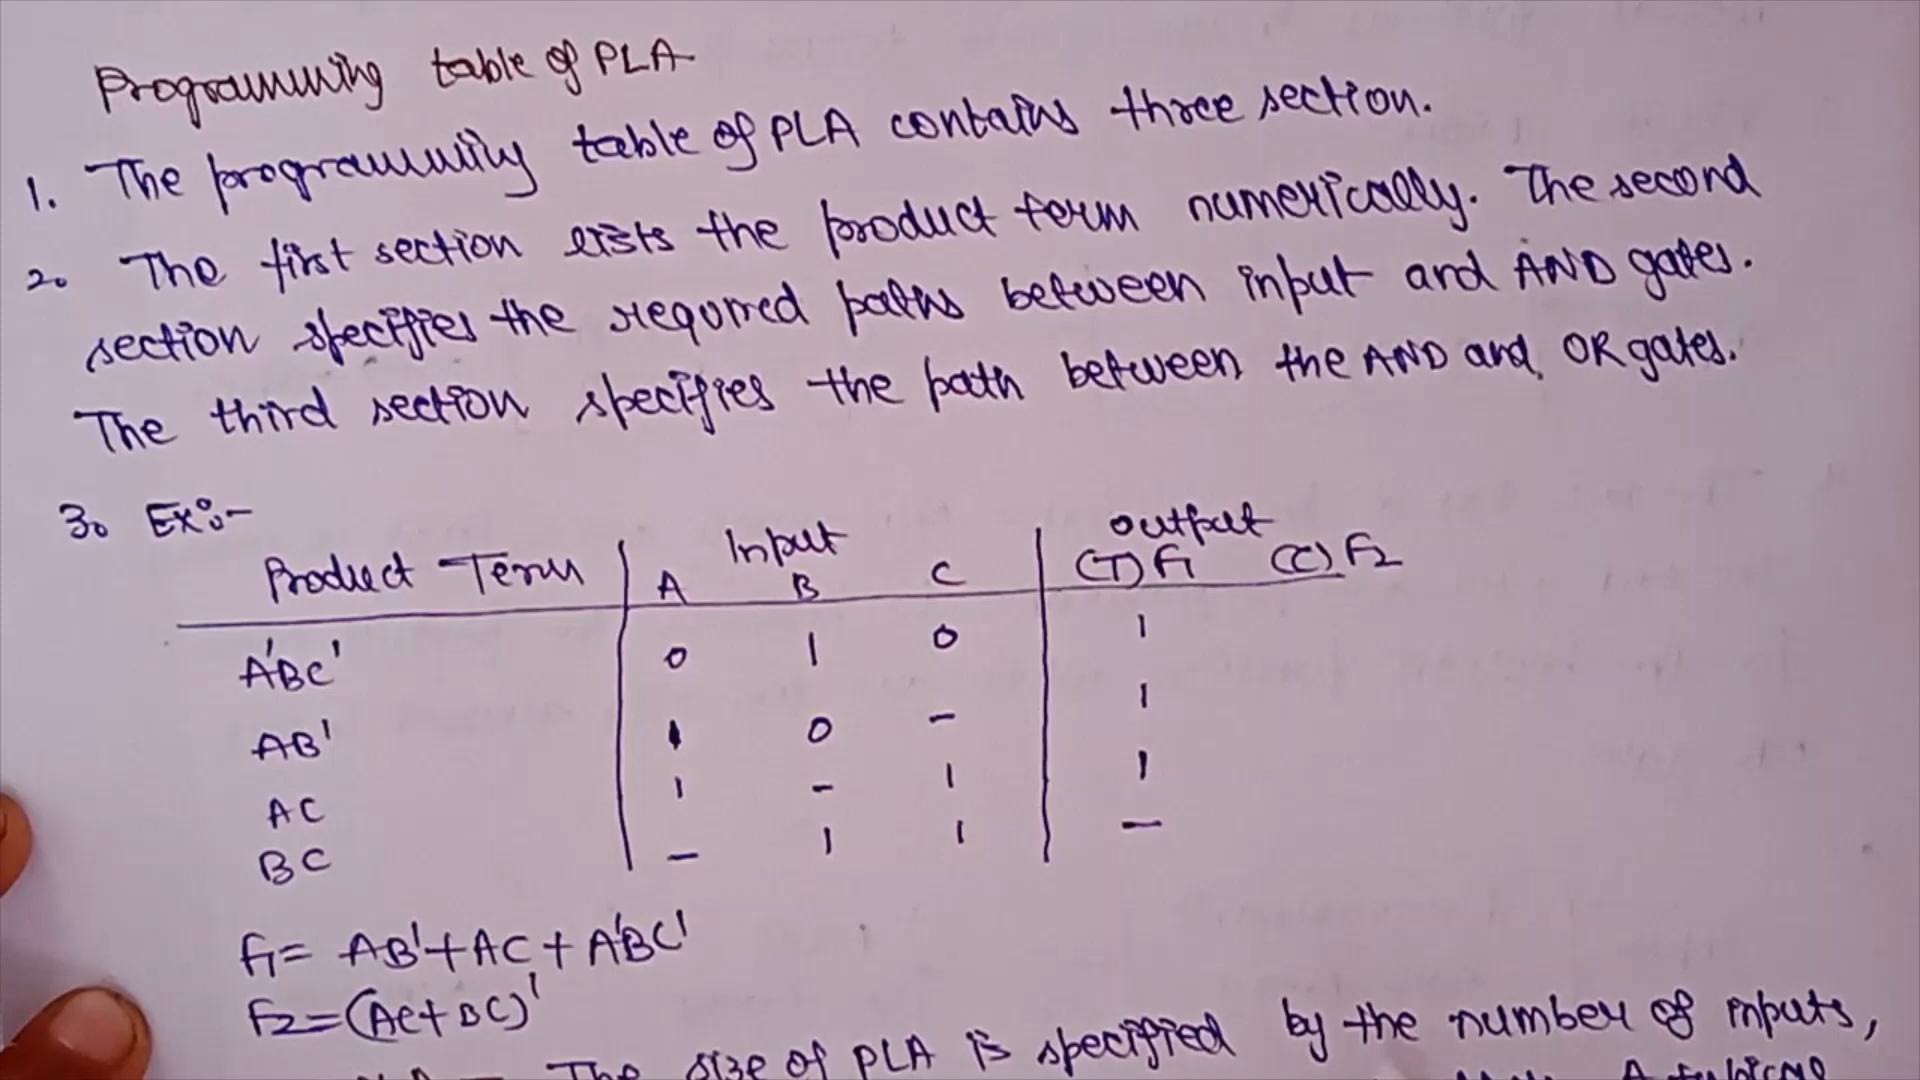 Programming table of PLA
1. The programming table of PLA contains three section.
2. The first section lists the product term numerically. The second
section specifies the required paths between input and AND gates.
The third section specifies the path between the AND and OR gates.
3. Ex:-
Product Term Input output
A B C (T) F1 (C) F2
A'BC' 0 1 0 1
AB' 1 0 - 1
AC 1 - 1 1
BC - 1 1 -
F1 = AB' + AC + A'BC'
F2 = (AC + BC)'
The size of PLA is specified by the number of inputs,